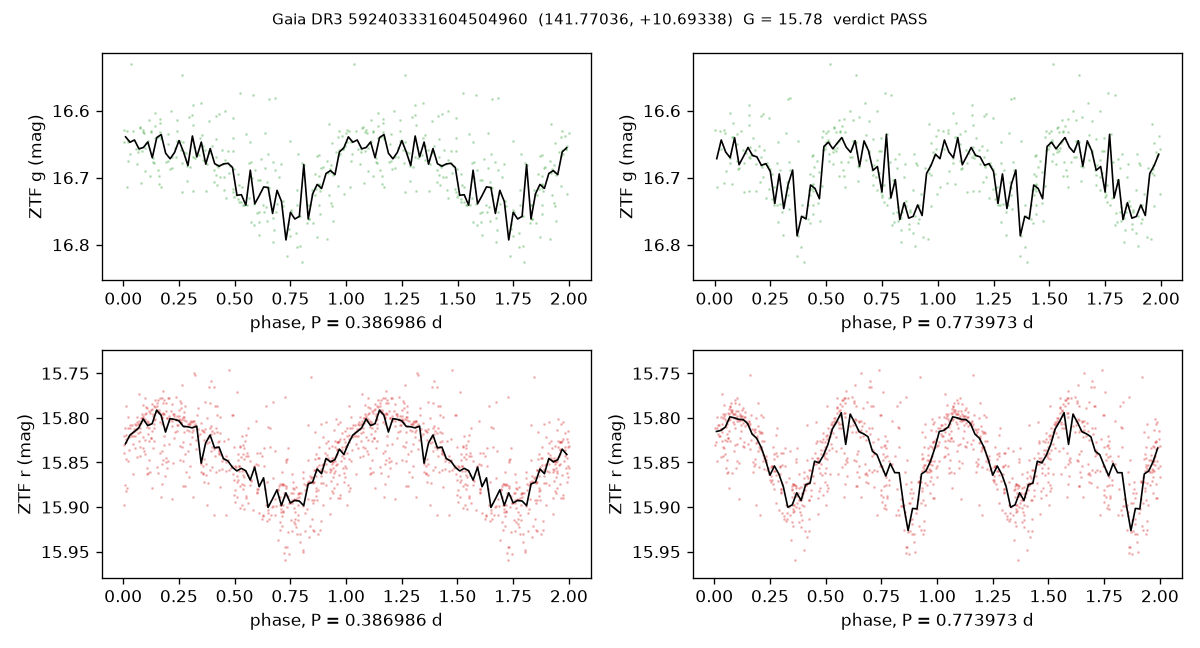 Gaia DR3 592403331604504960 (141.77036, +10.69338) G = 15.78 verdict PASS
ZTF g (mag)
16.6
16.7
16.8
0.00 0.25 0.50 0.75 1.00 1.25 1.50 1.75 2.00
phase, P = 0.386986 d
ZTF g (mag)
16.6
16.7
16.8
0.00 0.25 0.50 0.75 1.00 1.25 1.50 1.75 2.00
phase, P = 0.773973 d
ZTF r (mag)
15.75
15.80
15.85
15.90
15.95
0.00 0.25 0.50 0.75 1.00 1.25 1.50 1.75 2.00
phase, P = 0.386986 d
ZTF r (mag)
15.75
15.80
15.85
15.90
15.95
0.00 0.25 0.50 0.75 1.00 1.25 1.50 1.75 2.00
phase, P = 0.773973 d